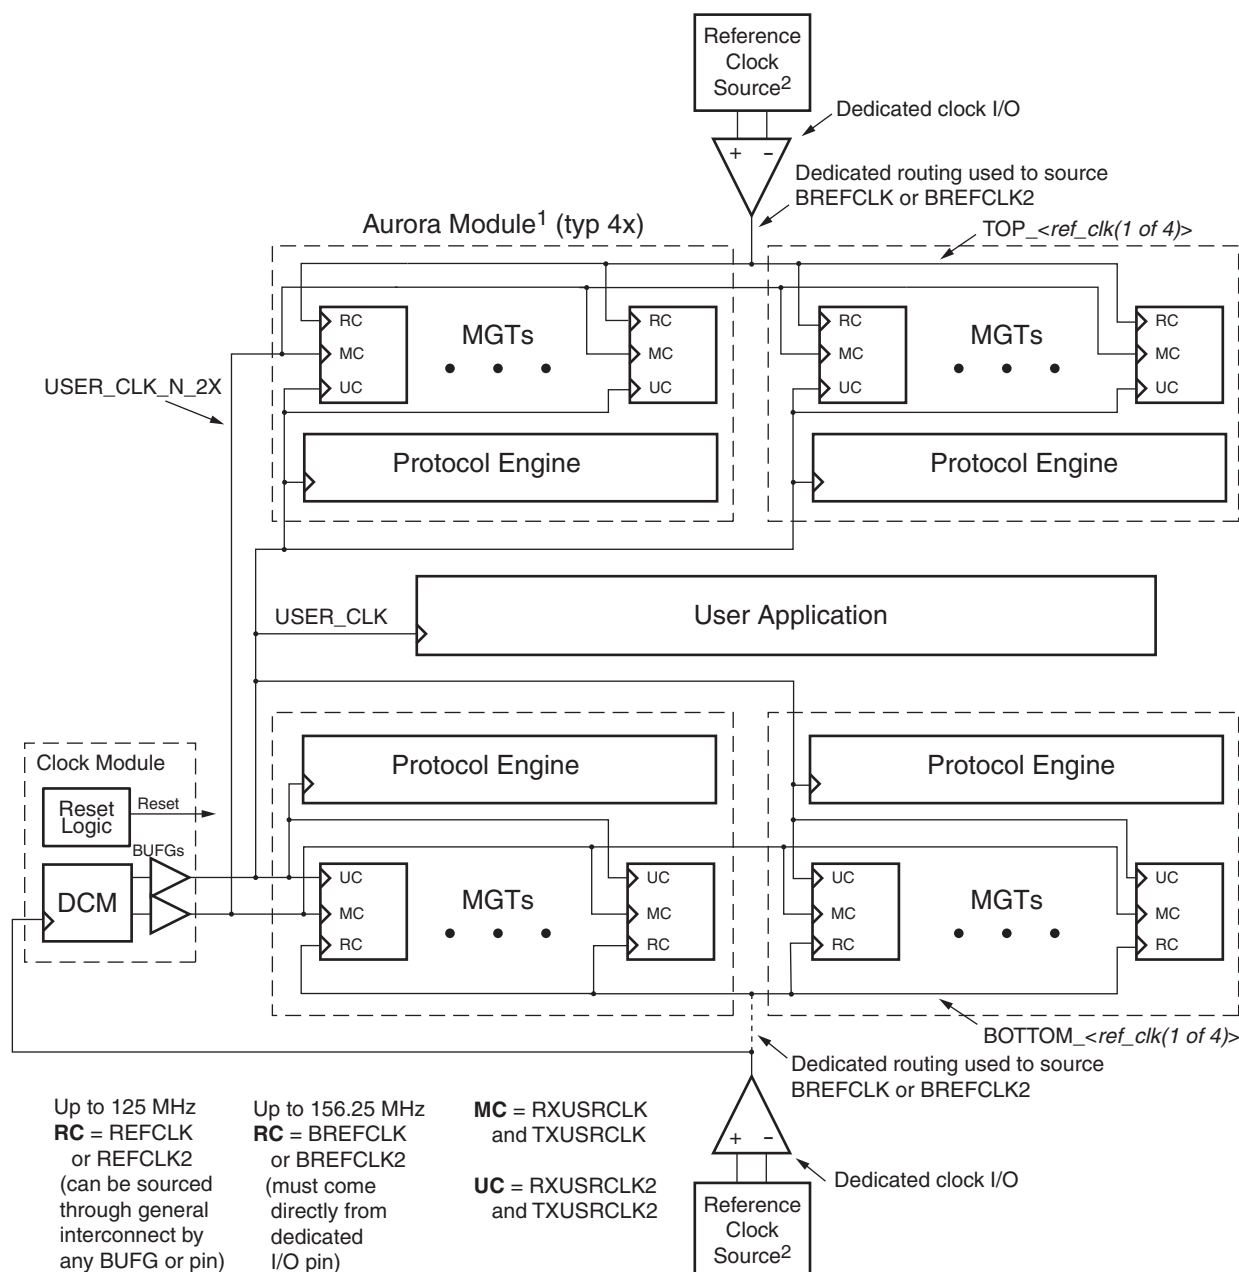 Reference
Clock
Source2
Dedicated clock I/O
+ –
Dedicated routing used to source
BREFCLK or BREFCLK2
Aurora Module1 (typ 4x)
TOP_<ref_clk(1 of 4)>
RC
MC
UC
MGTs
RC
MC
UC
RC
MC
UC
MGTs
RC
MC
UC
USER_CLK_N_2X
Protocol Engine
Protocol Engine
USER_CLK
User Application
Clock Module
Reset
Logic
Reset
BUFGs
DCM
Protocol Engine
Protocol Engine
UC
MC
RC
MGTs
UC
MC
RC
UC
MC
RC
MGTs
UC
MC
RC
BOTTOM_<ref_clk(1 of 4)>
Dedicated routing used to source
BREFCLK or BREFCLK2
+ –
Dedicated clock I/O
Reference
Clock
Source2
Up to 125 MHz
RC = REFCLK
or REFCLK2
(can be sourced
through general
interconnect by
any BUFG or pin)
Up to 156.25 MHz
RC = BREFCLK
or BREFCLK2
(must come
directly from
dedicated
I/O pin)
MC = RXUSRCLK
and TXUSRCLK
UC = RXUSRCLK2
and TXUSRCLK2